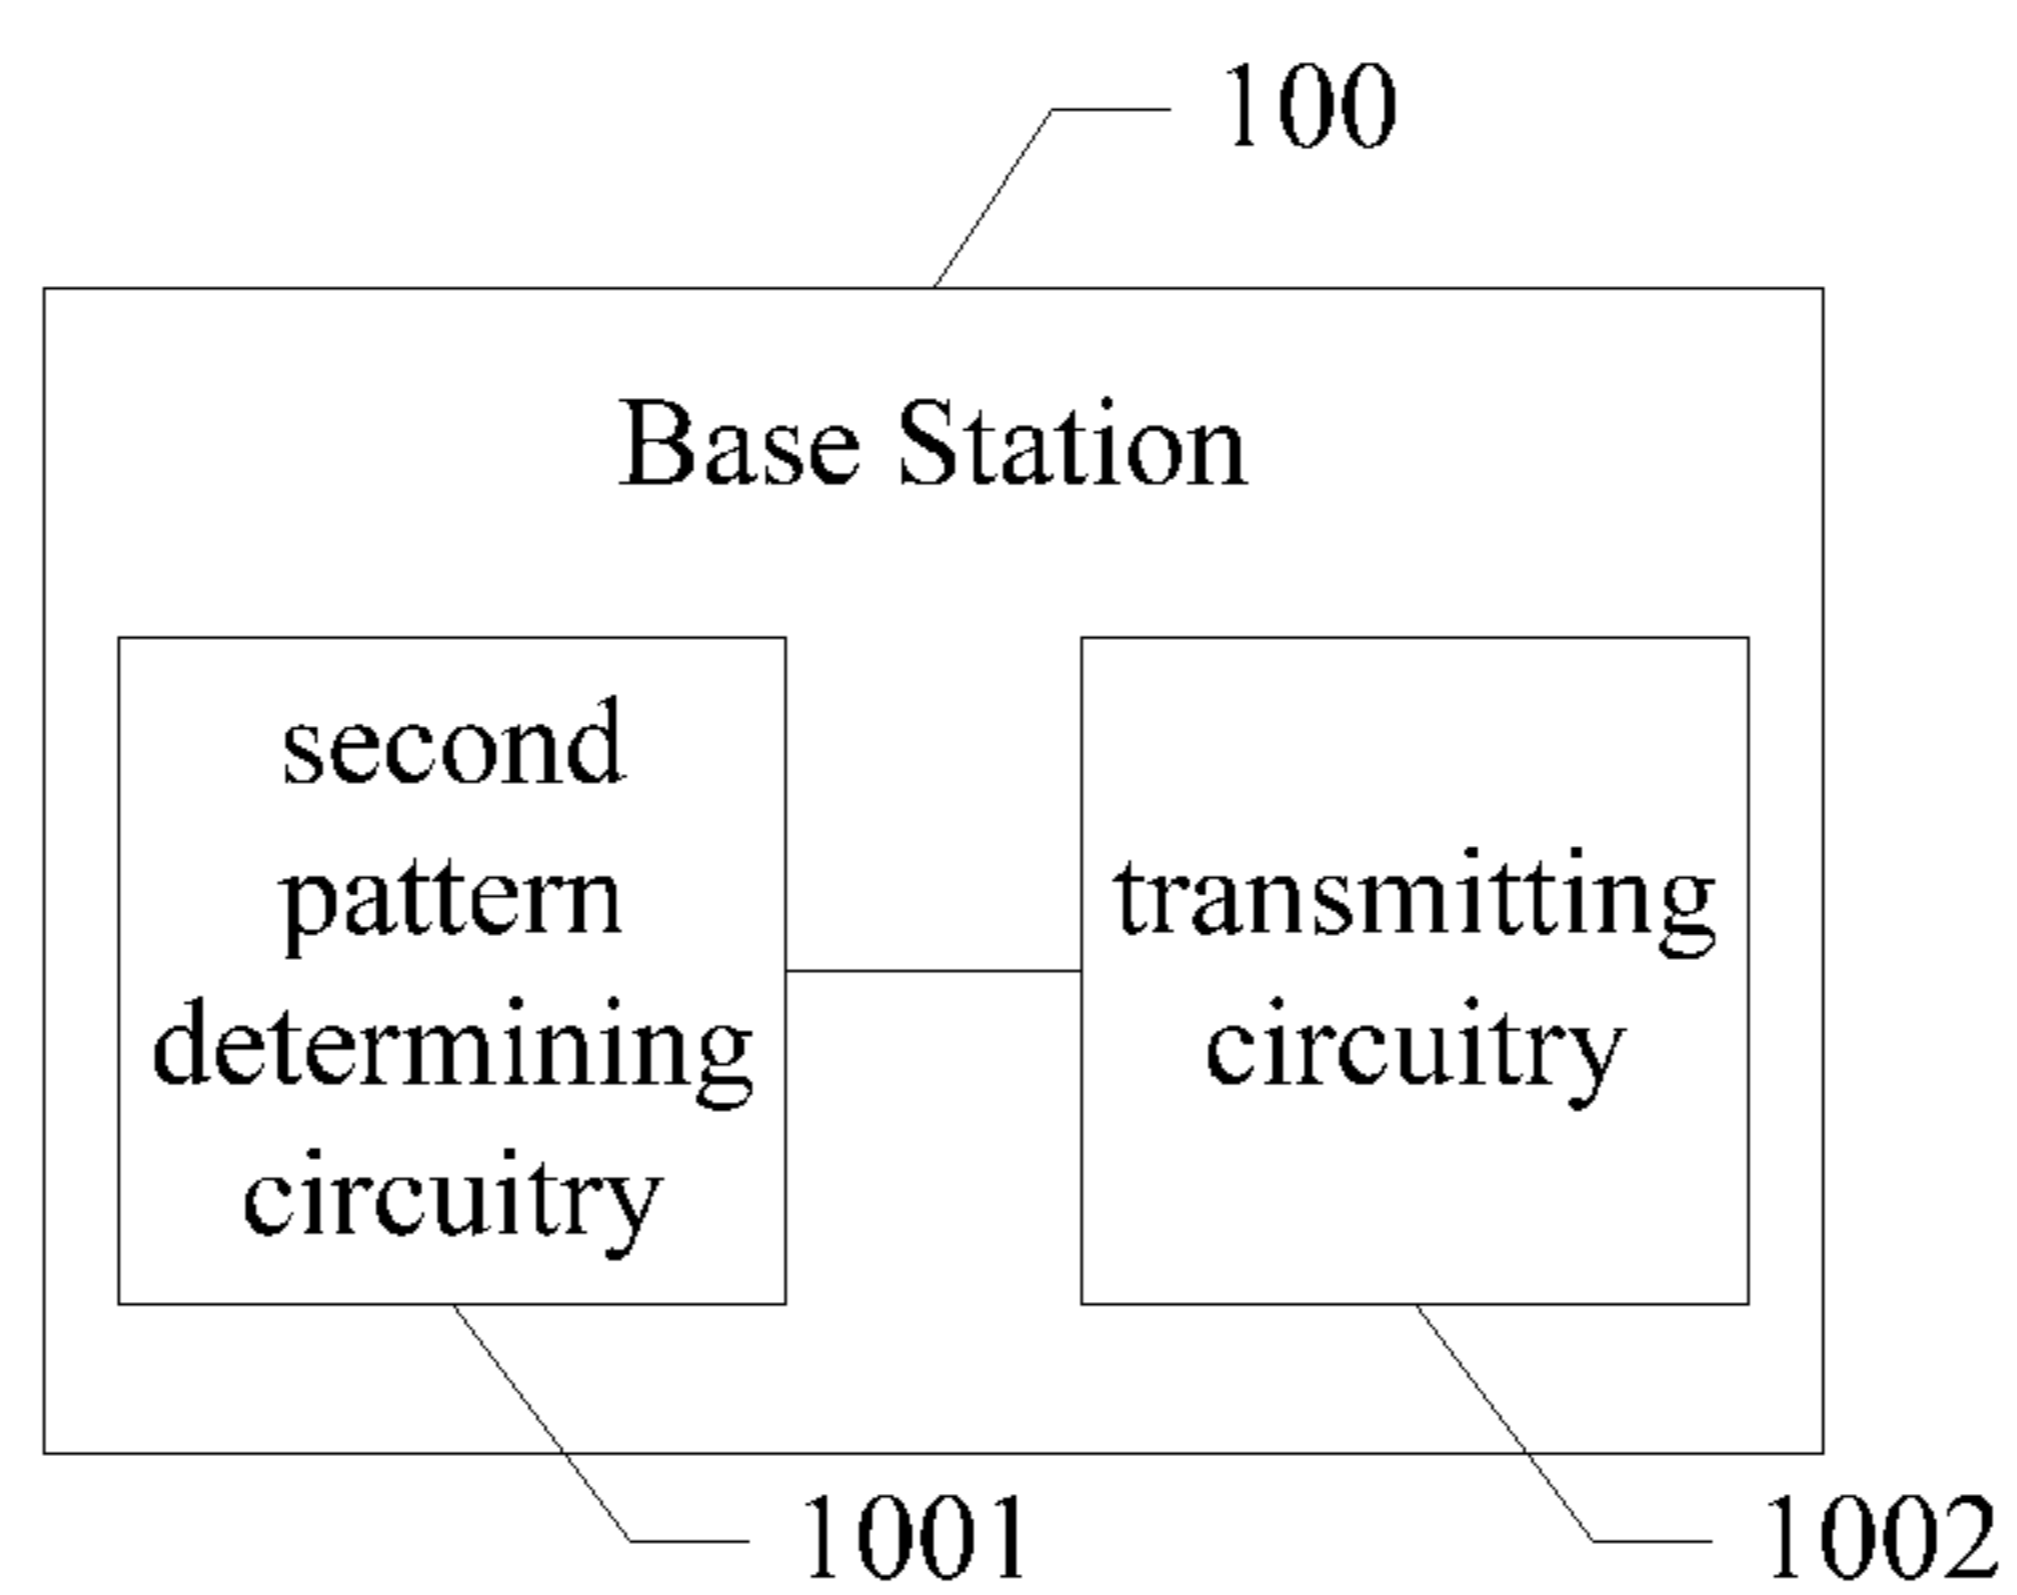 100
Base Station
second
pattern
determining
circuitry
transmitting
circuitry
1001
1002